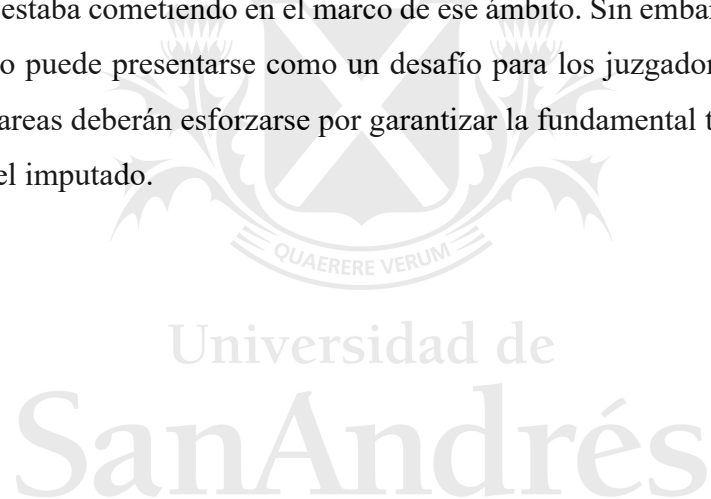 estaba cometiendo en el marco de ese ámbito. Sin embar
o puede presentarse como un desafío para los juzgador
areas deberán esforzarse por garantizar la fundamental t
el imputado.
QUAERERE VERUM
Universidad de
SanAndrés